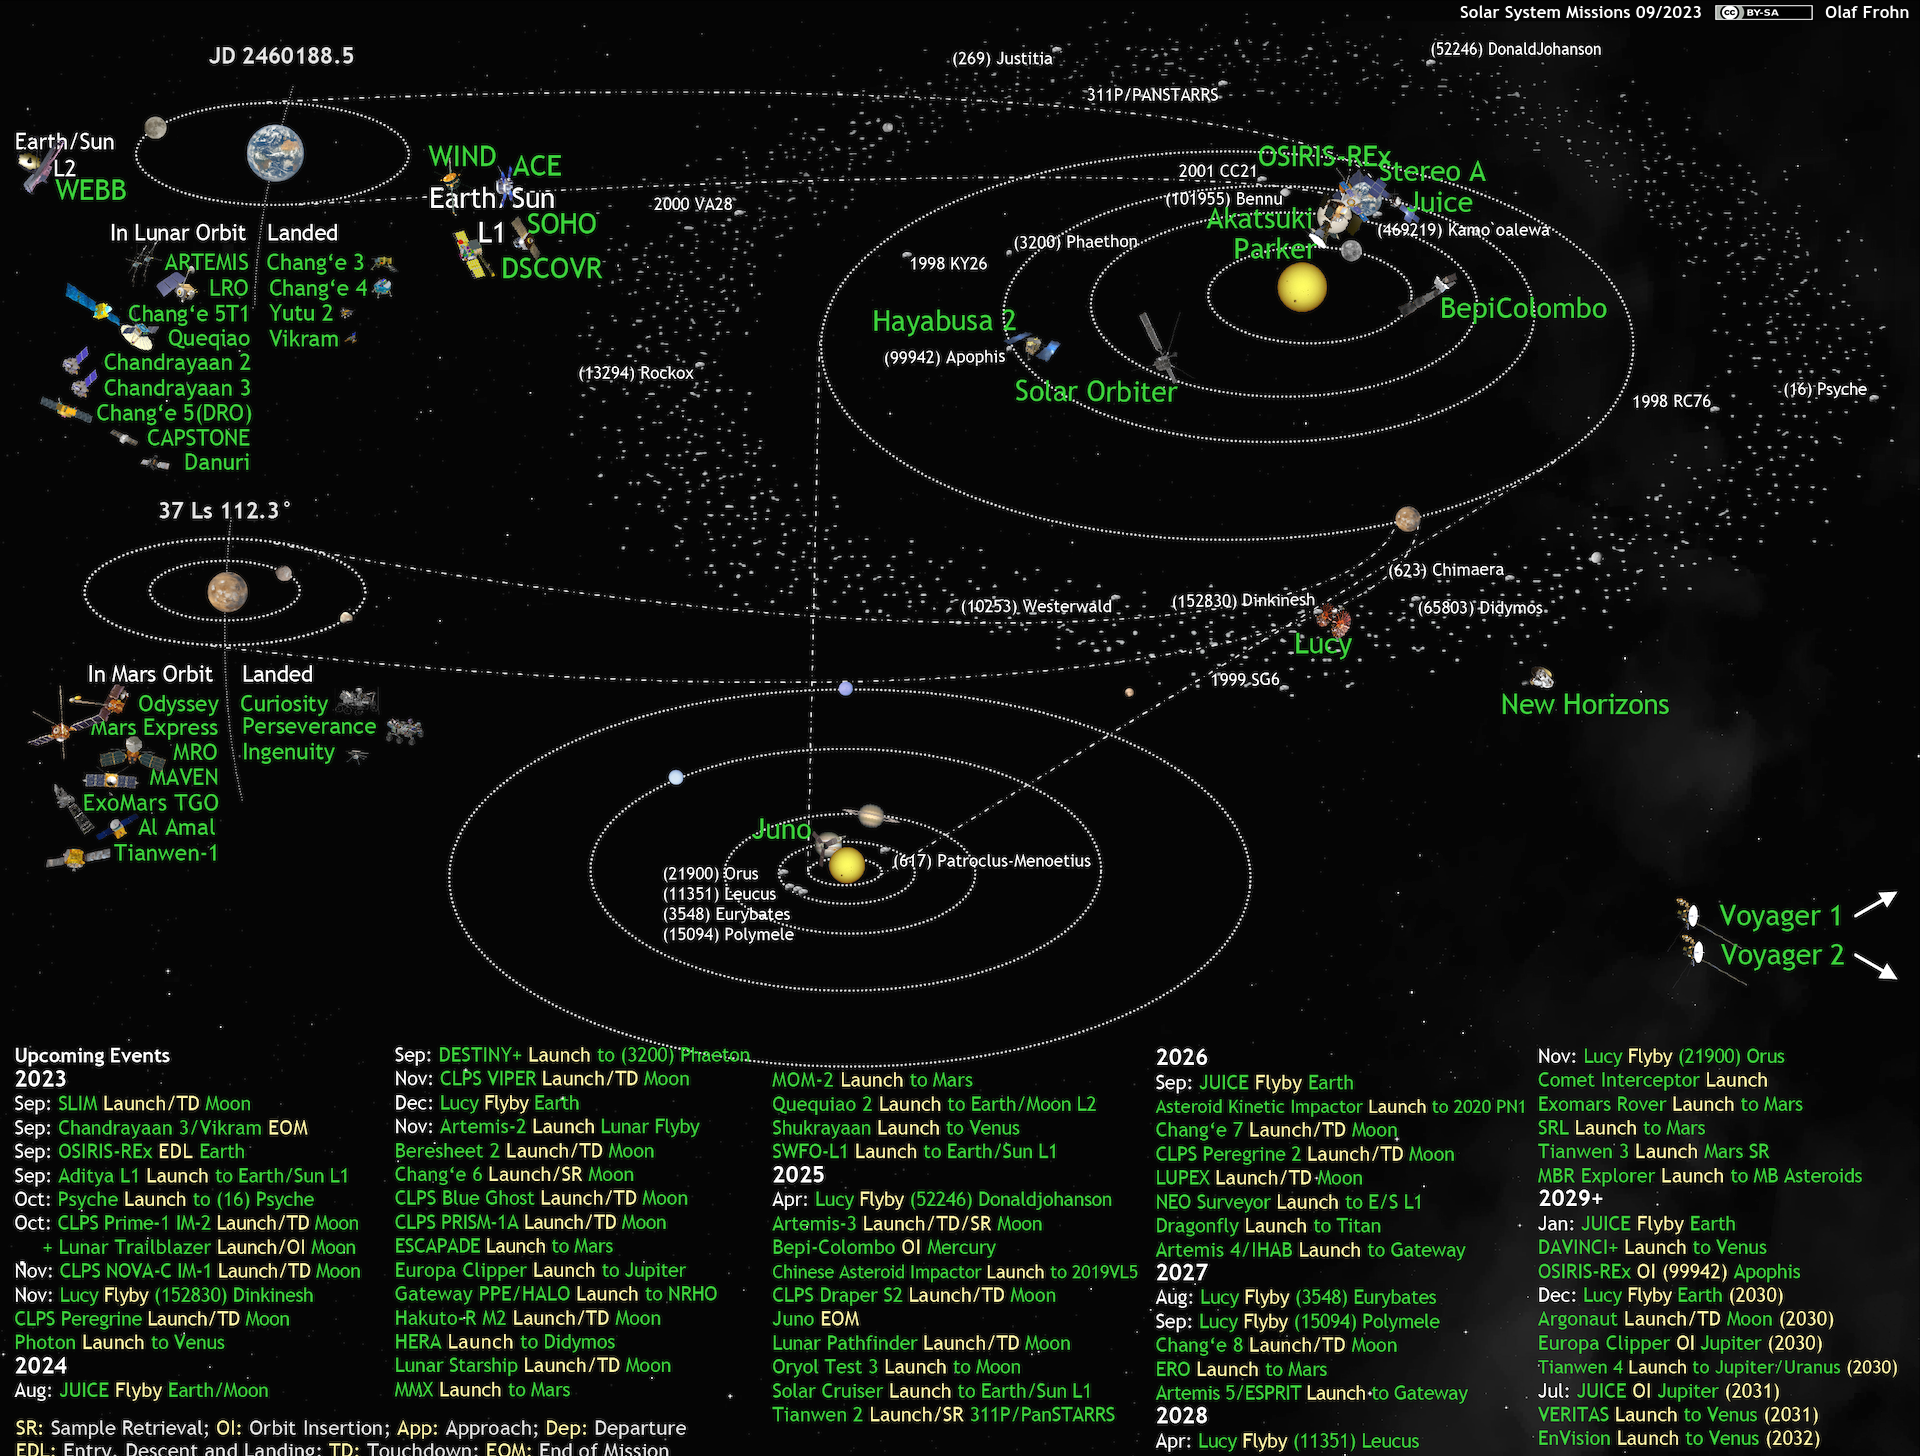 Solar System Missions 09/2023 CC BY-SA Olaf Frohn
JD 2460188.5
Earth/Sun
L2
WEBB
WIND
ACE
Earth/Sun
L1
SOHO
DSCOVR
In Lunar Orbit
ARTEMIS
LRO
Chang‘e 5T1
Queqiao
Chandrayaan 2
Chandrayaan 3
Chang‘e 5(DRO)
CAPSTONE
Danuri
Landed
Chang‘e 3
Chang‘e 4
Yutu 2
Vikram
(269) Justitia
(52246) DonaldJohanson
311P/PANSTARRS
2001 CC21
OSIRIS-REx
Stereo A
(101955) Bennu
Juice
2000 VA28
Akatsuki
(469219) Kamo‘oalewa
(3200) Phaethon
Parker
1998 KY26
BepiColombo
Hayabusa 2
(99942) Apophis
Solar Orbiter
(13294) Rockox
1998 RC76
(16) Psyche
37 Ls 112.3°
In Mars Orbit
Odyssey
Mars Express
MRO
MAVEN
ExoMars TGO
Al Amal
Tianwen-1
Landed
Curiosity
Perseverance
Ingenuity
(623) Chimaera
(10253) Westerwald
(152830) Dinkinesh
(65803) Didymos
Lucy
1999 SG6
New Horizons
Juno
(617) Patroclus-Menoetius
(21900) Orus
(11351) Leucus
(3548) Eurybates
(15094) Polymele
Voyager 1
Voyager 2
Upcoming Events
2023
Sep: SLIM Launch/TD Moon
Sep: Chandrayaan 3/Vikram EOM
Sep: OSIRIS-REx EDL Earth
Sep: Aditya L1 Launch to Earth/Sun L1
Oct: Psyche Launch to (16) Psyche
Oct: CLPS Prime-1 IM-2 Launch/TD Moon
+ Lunar Trailblazer Launch/OI Moon
Nov: CLPS NOVA-C IM-1 Launch/TD Moon
Nov: Lucy Flyby (152830) Dinkinesh
CLPS Peregrine Launch/TD Moon
Photon Launch to Venus
2024
Aug: JUICE Flyby Earth/Moon
Sep: DESTINY+ Launch to (3200) Phaeton
Nov: CLPS VIPER Launch/TD Moon
Dec: Lucy Flyby Earth
Nov: Artemis-2 Launch Lunar Flyby
Beresheet 2 Launch/TD Moon
Chang‘e 6 Launch/SR Moon
CLPS Blue Ghost Launch/TD Moon
CLPS PRISM-1A Launch/TD Moon
ESCAPADE Launch to Mars
Europa Clipper Launch to Jupiter
Gateway PPE/HALO Launch to NRHO
Hakuto-R M2 Launch/TD Moon
HERA Launch to Didymos
Lunar Starship Launch/TD Moon
MMX Launch to Mars
MOM-2 Launch to Mars
Quequiao 2 Launch to Earth/Moon L2
Shukrayaan Launch to Venus
SWFO-L1 Launch to Earth/Sun L1
2025
Apr: Lucy Flyby (52246) Donaldjohanson
Artemis-3 Launch/TD/SR Moon
Bepi-Colombo OI Mercury
Chinese Asteroid Impactor Launch to 2019VL5
CLPS Draper S2 Launch/TD Moon
Juno EOM
Lunar Pathfinder Launch/TD Moon
Oryol Test 3 Launch to Moon
Solar Cruiser Launch to Earth/Sun L1
Tianwen 2 Launch/SR 311P/PanSTARRS
2026
Sep: JUICE Flyby Earth
Asteroid Kinetic Impactor Launch to 2020 PN1
Chang‘e 7 Launch/TD Moon
CLPS Peregrine 2 Launch/TD Moon
LUPEX Launch/TD Moon
NEO Surveyor Launch to E/S L1
Dragonfly Launch to Titan
Artemis 4/IHAB Launch to Gateway
2027
Aug: Lucy Flyby (3548) Eurybates
Sep: Lucy Flyby (15094) Polymele
Chang‘e 8 Launch/TD Moon
ERO Launch to Mars
Artemis 5/ESPRIT Launch to Gateway
2028
Apr: Lucy Flyby (11351) Leucus
Nov: Lucy Flyby (21900) Orus
Comet Interceptor Launch
Exomars Rover Launch to Mars
SRL Launch to Mars
Tianwen 3 Launch Mars SR
MBR Explorer Launch to MB Asteroids
2029+
Jan: JUICE Flyby Earth
DAVINCI+ Launch to Venus
OSIRIS-REx OI (99942) Apophis
Dec: Lucy Flyby Earth (2030)
Argonaut Launch/TD Moon (2030)
Europa Clipper OI Jupiter (2030)
Tianwen 4 Launch to Jupiter/Uranus (2030)
Jul: JUICE OI Jupiter (2031)
VERITAS Launch to Venus (2031)
EnVision Launch to Venus (2032)
SR: Sample Retrieval; OI: Orbit Insertion; App: Approach; Dep: Departure
EDL: Entry, Descent and Landing; TD: Touchdown; EOM: End of Mission